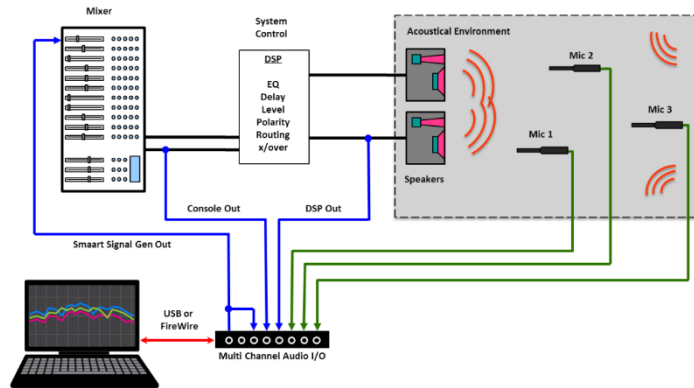 Mixer
System
Control
DSP
EQ
Delay
Level
Polarity
Routing
x/over
Acoustical Environment
Mic 2
Mic 3
Mic 1
Speakers
Console Out
DSP Out
Smaart Signal Gen Out
USB or
FireWire
Multi Channel Audio I/O